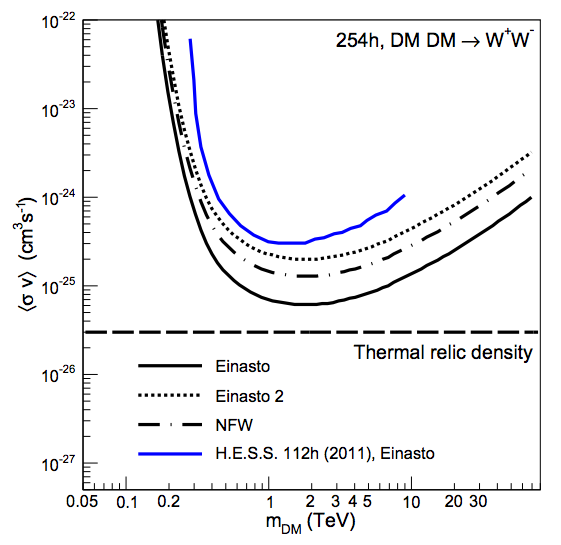 254h, DM DM → W⁺W⁻
10⁻²²
10⁻²³
10⁻²⁴
10⁻²⁵
10⁻²⁶
10⁻²⁷
⟨σ v⟩ (cm³s⁻¹)
Thermal relic density
Einasto
Einasto 2
NFW
H.E.S.S. 112h (2011), Einasto
0.05 0.1 0.2 1 2 3 4 5 10 20 30
m_DM (TeV)